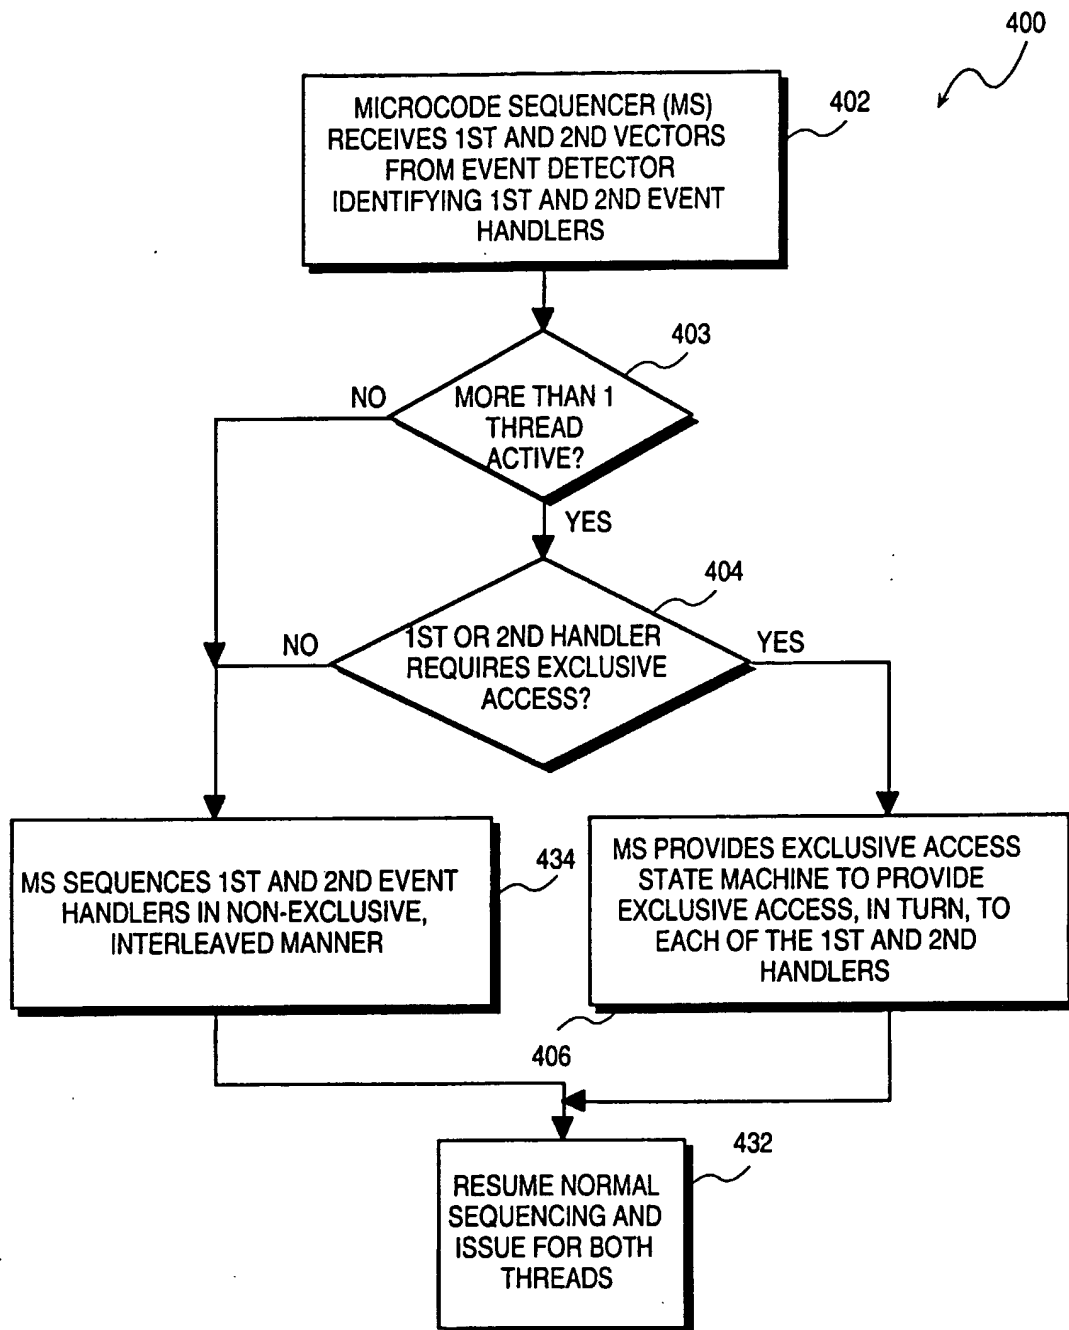 400
MICROCODE SEQUENCER (MS)
RECEIVES 1ST AND 2ND VECTORS
FROM EVENT DETECTOR
IDENTIFYING 1ST AND 2ND EVENT
HANDLERS
402
403
NO
MORE THAN 1
THREAD
ACTIVE?
YES
404
NO
1ST OR 2ND HANDLER
REQUIRES EXCLUSIVE
ACCESS?
YES
MS SEQUENCES 1ST AND 2ND EVENT
HANDLERS IN NON-EXCLUSIVE,
INTERLEAVED MANNER
434
MS PROVIDES EXCLUSIVE ACCESS
STATE MACHINE TO PROVIDE
EXCLUSIVE ACCESS, IN TURN, TO
EACH OF THE 1ST AND 2ND
HANDLERS
406
432
RESUME NORMAL
SEQUENCING AND
ISSUE FOR BOTH
THREADS